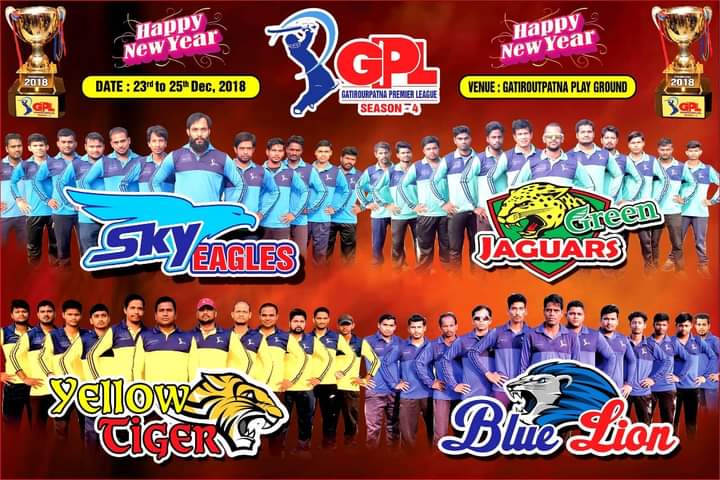 Happy
New Year
Happy
New Year
2018
GPL
DATE : 23rd to 25th Dec, 2018
GPL
GATIROURPATNA PREMIER LEAGUE
SEASON - 4
VENUE : GATIROUTPATNA PLAY GROUND
2018
GPL
Sky
EAGLES
Green
JAGUARS
Yellow
TIGER
Blue Lion